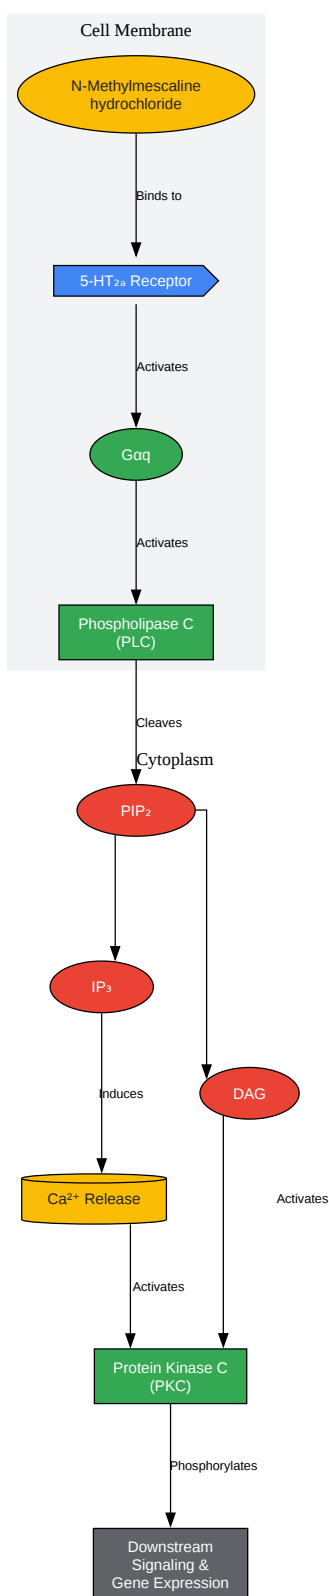 Cell Membrane
N-Methylmescaline
hydrochloride
Binds to
5-HT₂ₐ Receptor
Activates
Gαq
Activates
Phospholipase C
(PLC)
Cleaves
Cytoplasm
PIP₂
IP₃
Induces
DAG
Ca²⁺ Release
Activates
Activates
Protein Kinase C
(PKC)
Phosphorylates
Downstream
Signaling &
Gene Expression